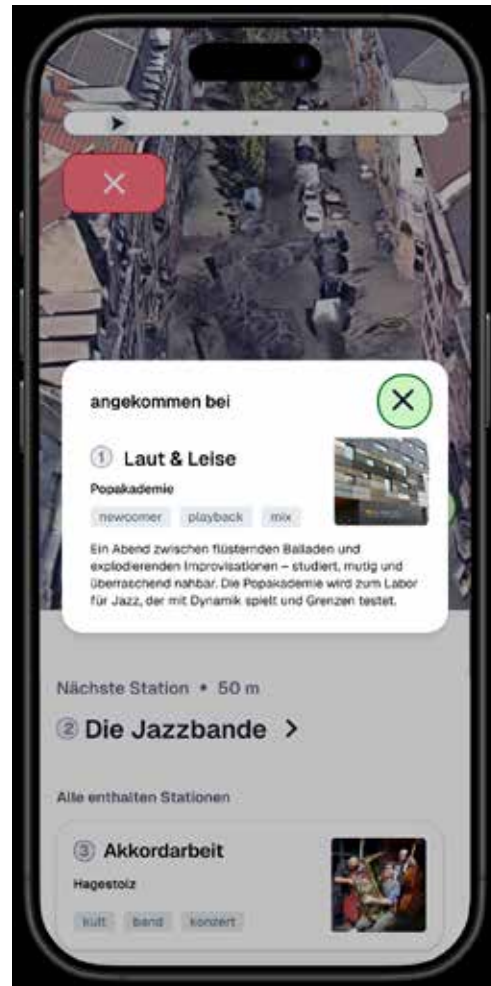 angekommen bei
1 Laut & Leise
Popakademie
newcomer playback mix
Ein Abend zwischen flüsternden Balladen und
explodierenden Improvisationen – studiert, mutig und
überraschend nahbar. Die Popakademie wird zum Labor
für Jazz, der mit Dynamik spielt und Grenzen testet.
Nächste Station • 50 m
2 Die Jazzbande >
Alle enthalten Stationen
3 Akkordarbeit
Hagestolz
kult band konzert